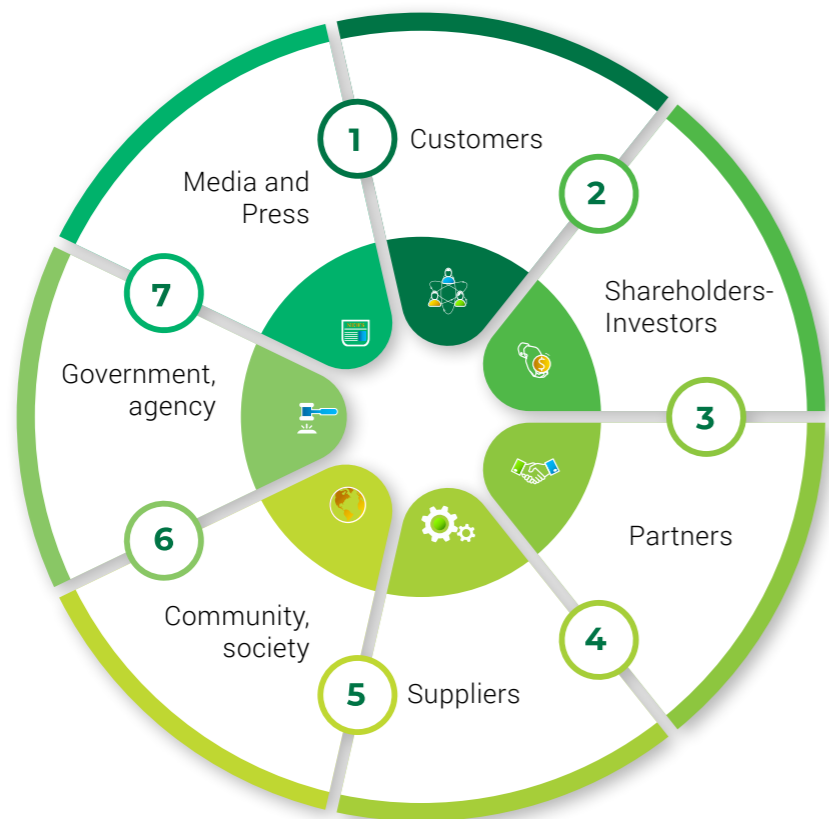 1
Customers
2
Shareholders-
Investors
3
Partners
4
Suppliers
5
Community,
society
6
Government,
agency
7
Media and
Press